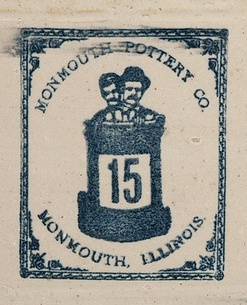 MONMOUTH POTTERY CO.
15
MONMOUTH, ILLINOIS.